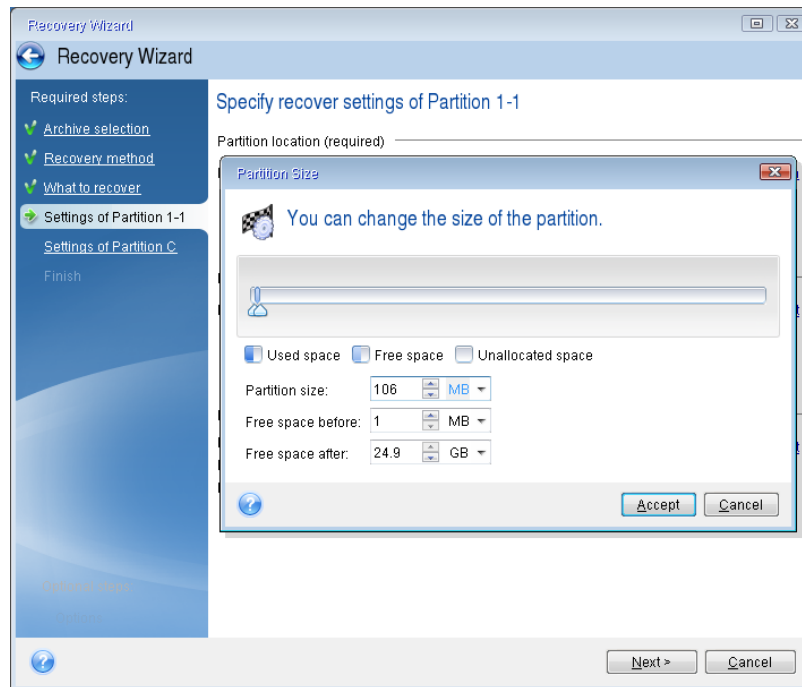 Recovery Wizard
Recovery Wizard
Required steps:
Archive selection
Recovery method
What to recover
Settings of Partition 1-1
Settings of Partition C
Finish
Specify recover settings of Partition 1-1
Partition location (required)
Partition Size
You can change the size of the partition.
Used space Free space Unallocated space
Partition size: 106 MB
Free space before: 1 MB
Free space after: 24.9 GB
Accept Cancel
Next > Cancel